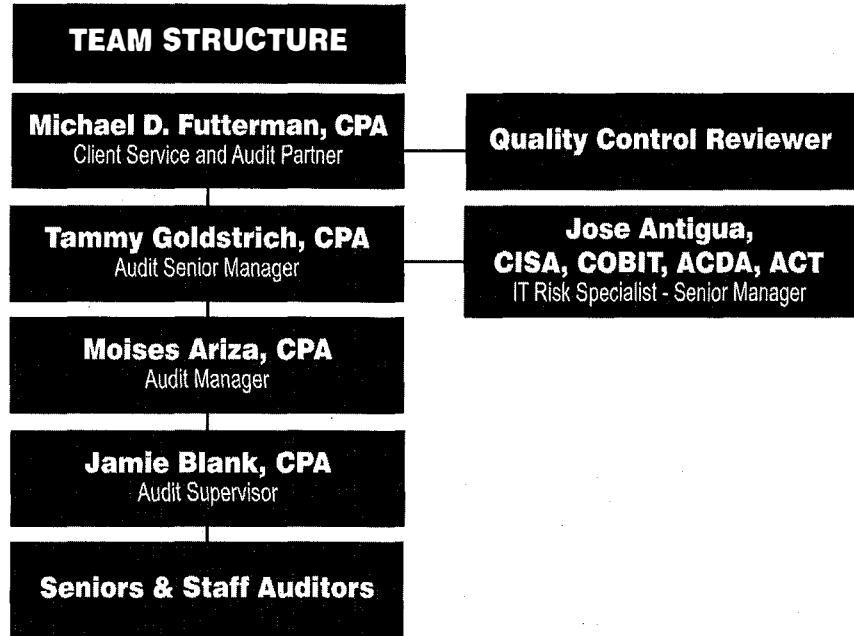 TEAM STRUCTURE
Michael D. Futterman, CPA
Client Service and Audit Partner
Quality Control Reviewer
Tammy Goldstrich, CPA
Audit Senior Manager
Jose Antigua,
CISA, COBIT, ACDA, ACT
IT Risk Specialist - Senior Manager
Moises Ariza, CPA
Audit Manager
Jamie Blank, CPA
Audit Supervisor
Seniors & Staff Auditors